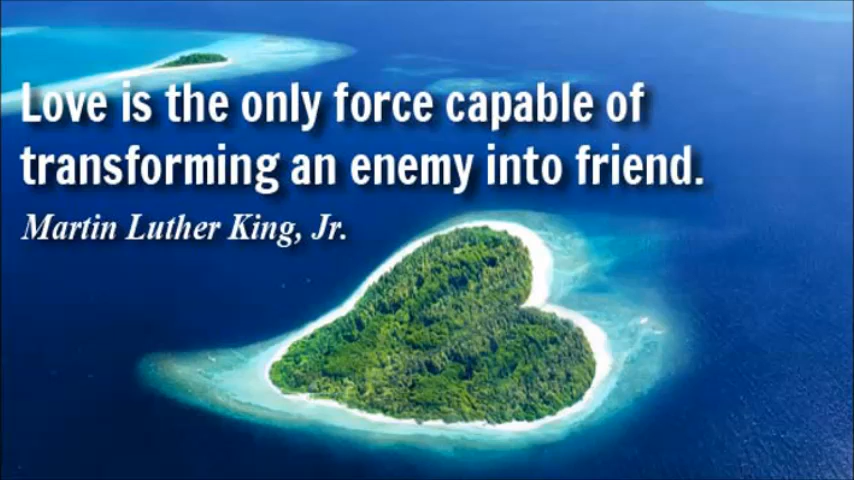 Love is the only force capable of
transforming an enemy into friend.
Martin Luther King, Jr.